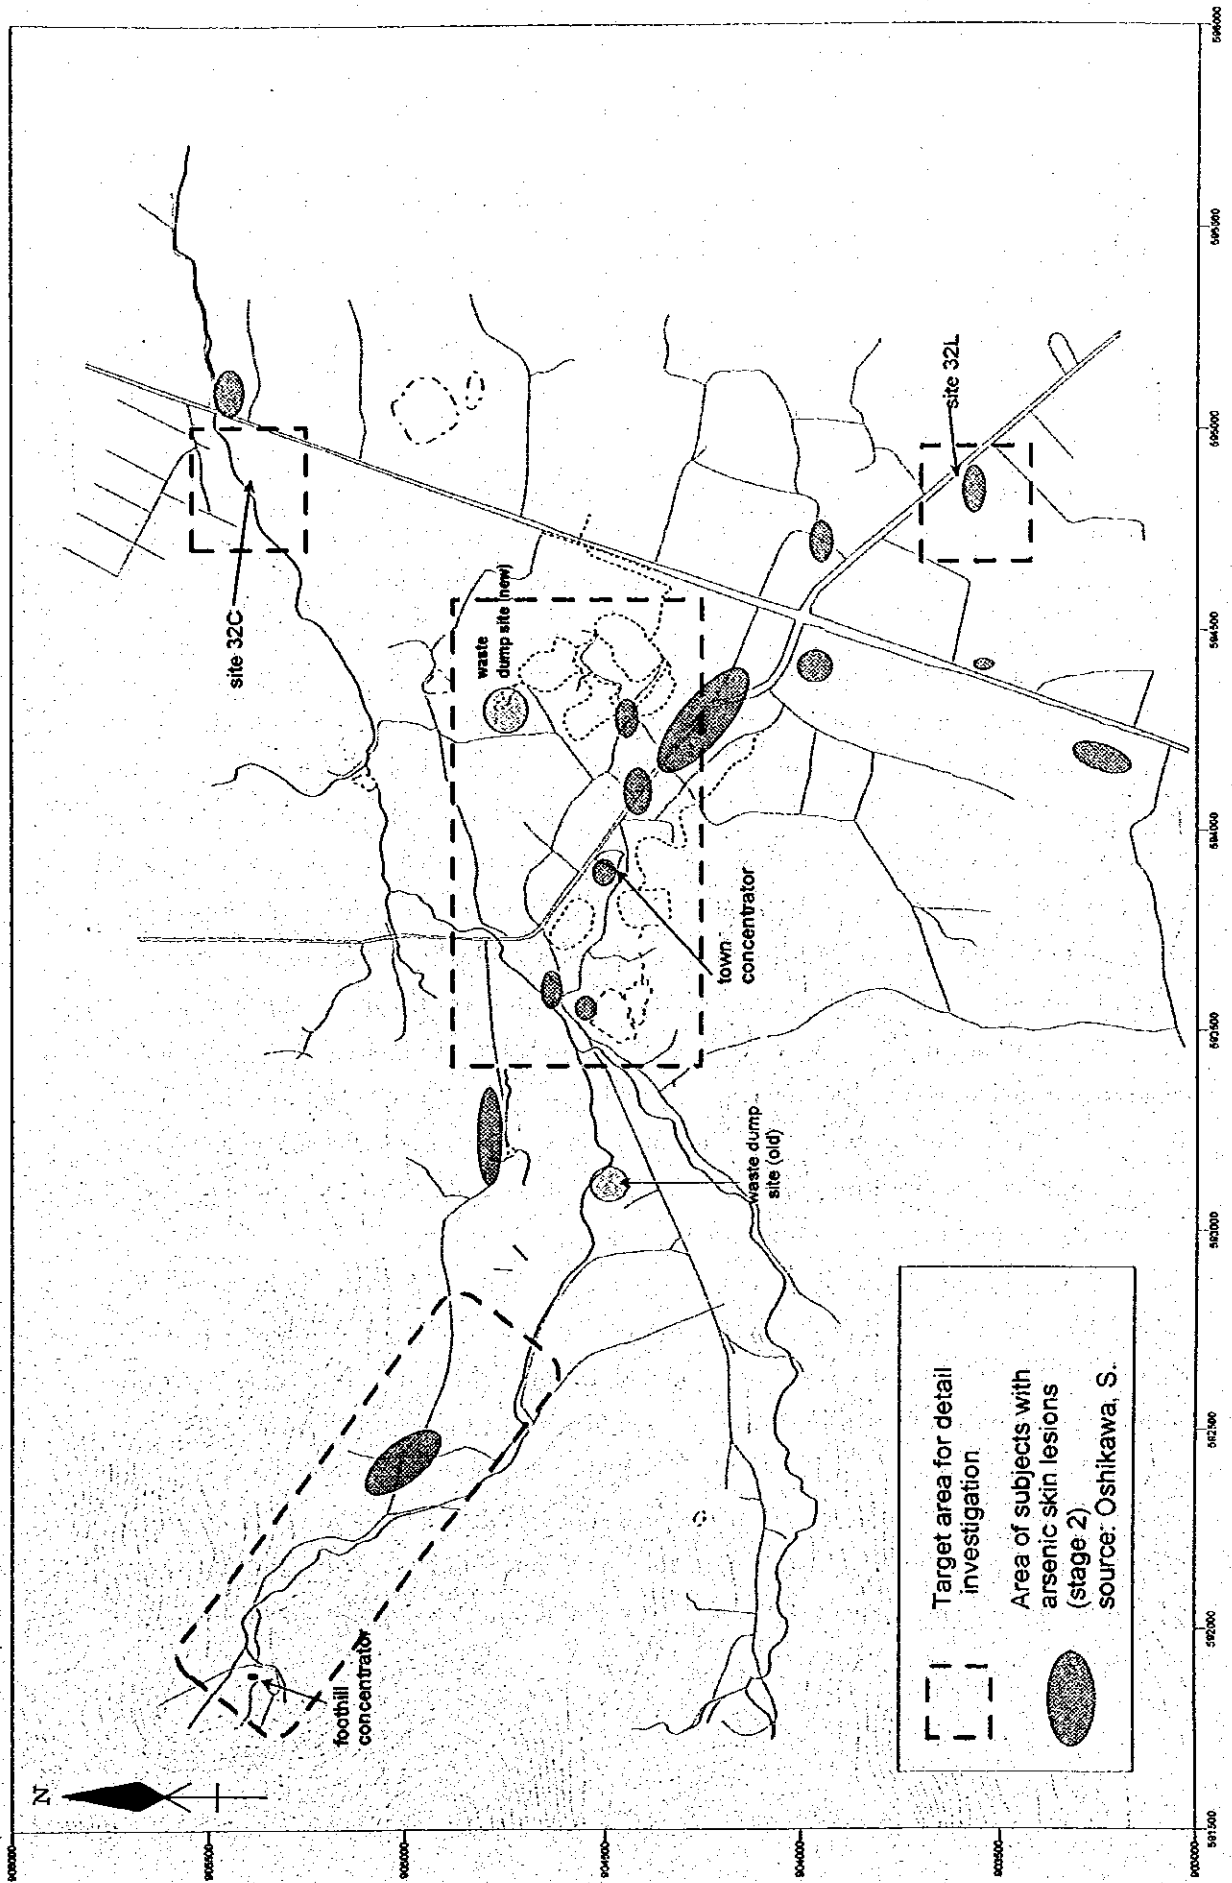 N
foothill
concentrator
site 32C
waste
dump site (new)
town
concentrator
waste dump
site (old)
site 32L
Target area for detail
investigation
Area of subjects with
arsenic skin lesions
(stage 2)
source: Oshikawa, S.
906000
905500
905000
904500
904000
903500
903000
591500
592000
592500
593000
593500
594000
594500
595000
595500
596000